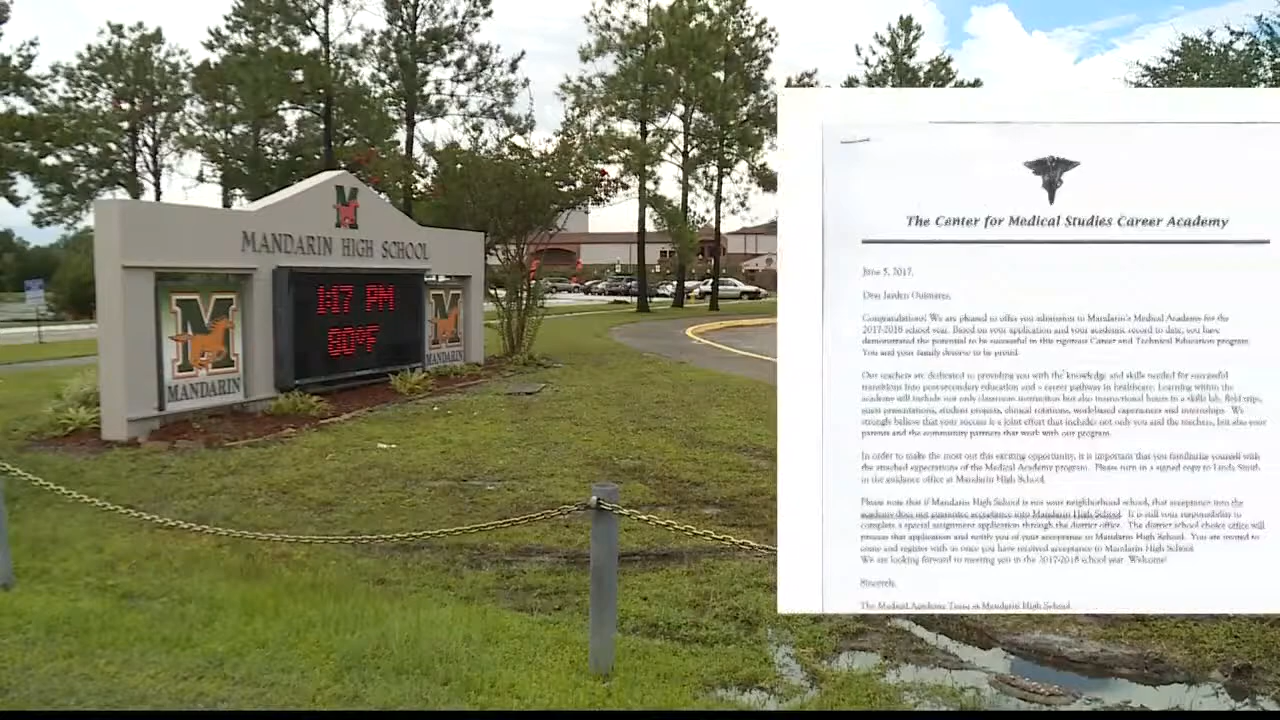 M
MANDARIN HIGH SCHOOL
1:17 PM
80°F
M
MANDARIN
M
MANDARIN
The Center for Medical Studies Career Academy
June 5, 2017,
Dear Jarden Ouimares,
Congratulations! We are pleased to offer you admission to Mandarin's Medical Academy for the
2017-2018 school year. Based on your application and your academic record to date, you have
demonstrated the potential to be successful in this rigorous Career and Technical Education program.
You and your family deserve to be proud.
Our teachers are dedicated to providing you with the knowledge and skills needed for successful
transitions into post-secondary education and a career pathway in healthcare. Learning within the
academy will include not only classroom instruction but also instructional hours in a skills lab, field trips,
guest presentations, student projects, clinical rotations, work-based experiences and internships. We
strongly believe that your success is a joint effort that includes not only you and the teachers, but also your
parents and the community partners that work with our program.
In order to make the most out this exciting opportunity, it is important that you familiarize yourself with
the attached expectations of the Medical Academy program. Please turn in a signed copy to Linda Smith
in the guidance office at Mandarin High School.
Please note that if Mandarin High School is not your neighborhood school, that acceptance into the
academy does not guarantee acceptance into Mandarin High School. It is still your responsibility to
complete a special assignment application through the district office. The district school choice office will
process that application and notify you of your acceptance to Mandarin High School. You are invited to
come and register with us once you have received acceptance to Mandarin High School.
We are looking forward to meeting you in the 2017-2018 school year. Welcome!
Sincerely,
The Medical Academy Team at Mandarin High School